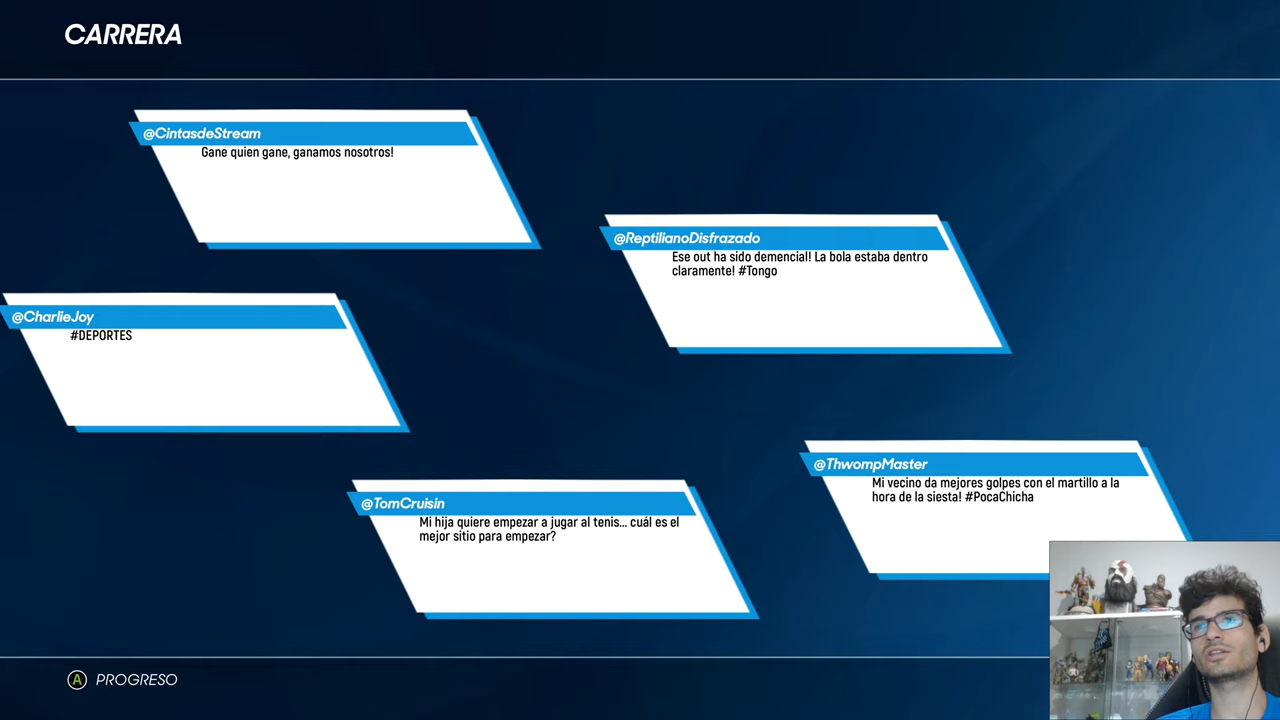 CARRERA
@CintasdeStream
Gane quien gane, ganamos nosotros!
@ReptilianoDisfrazado
Ese out ha sido demencial! La bola estaba dentro
claramente! #Tongo
@CharlieJoy
#DEPORTES
@ThwompMaster
Mi vecino da mejores golpes con el martillo a la
hora de la siesta! #PocaChicha
@TomCruisin
Mi hija quiere empezar a jugar al tenis... cuál es el
mejor sitio para empezar?
A PROGRESO